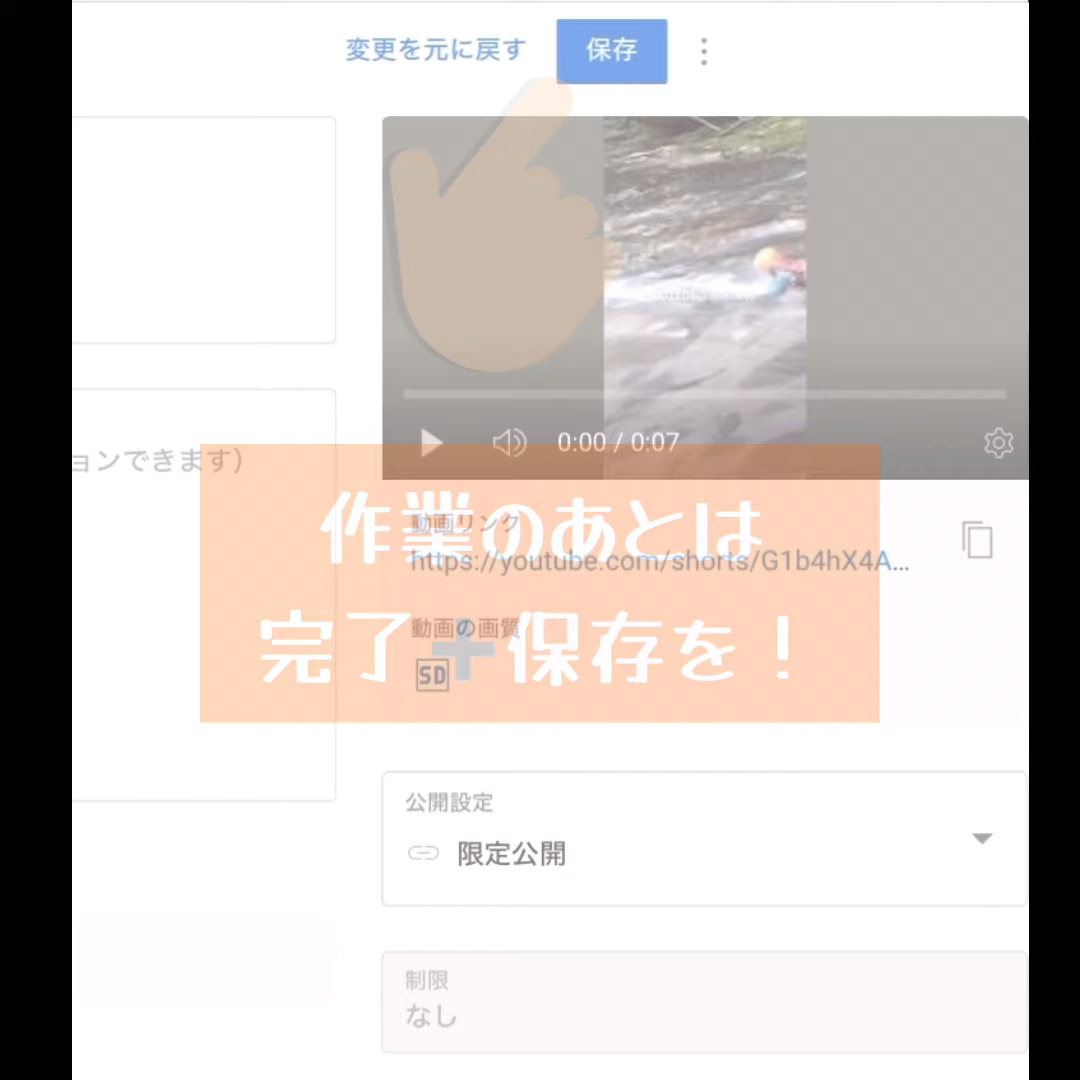 変更を元に戻す
保存
ョンできます)
0:00 / 0:07
動画リンク
https://youtube.com/shorts/G1b4hX4A...
動画の画質
SD
作業のあとは
完了+保存を!
公開設定
限定公開
制限
なし